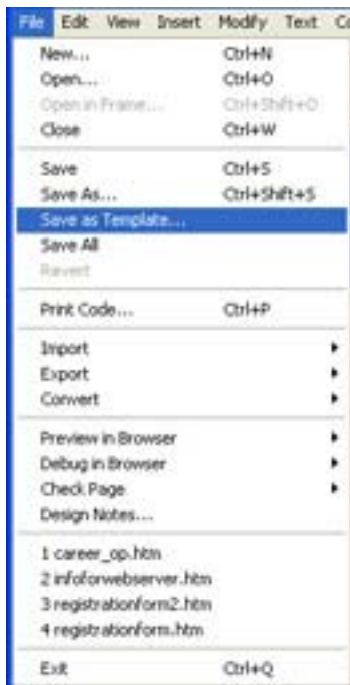 File Edit View Insert Modify Text
New... Ctrl+N
Open... Ctrl+O
Open in Frame... Ctrl+Shift+O
Close Ctrl+W
Save Ctrl+S
Save As... Ctrl+Shift+S
Save as Template...
Save All
Revert
Print Code... Ctrl+P
Import
Export
Convert
Preview in Browser
Debug in Browser
Check Page
Design Notes...
1 career_op.htm
2 infoforwebserver.htm
3 registrationform2.htm
4 registrationform.htm
Exit Ctrl+Q